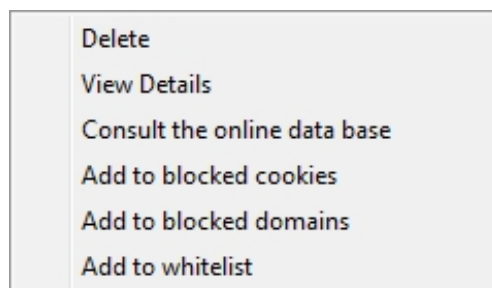 Delete
View Details
Consult the online data base
Add to blocked cookies
Add to blocked domains
Add to whitelist